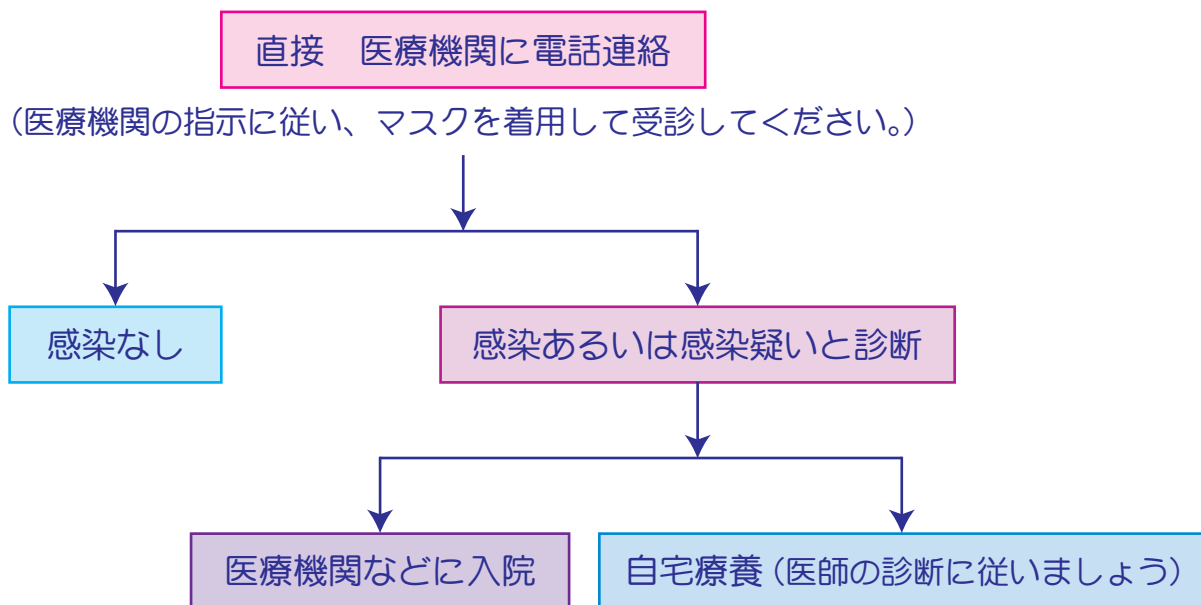 直接　医療機関に電話連絡
（医療機関の指示に従い、マスクを着用して受診してください。）
感染なし
感染あるいは感染疑いと診断
医療機関などに入院
自宅療養（医師の診断に従いましょう）